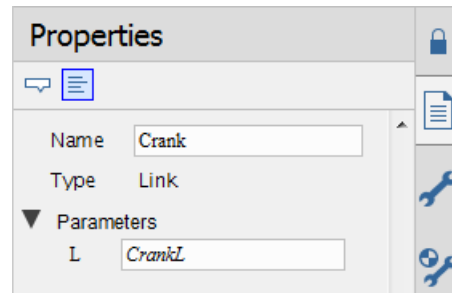 Properties
Name Crank
Type Link
Parameters
L CrankL